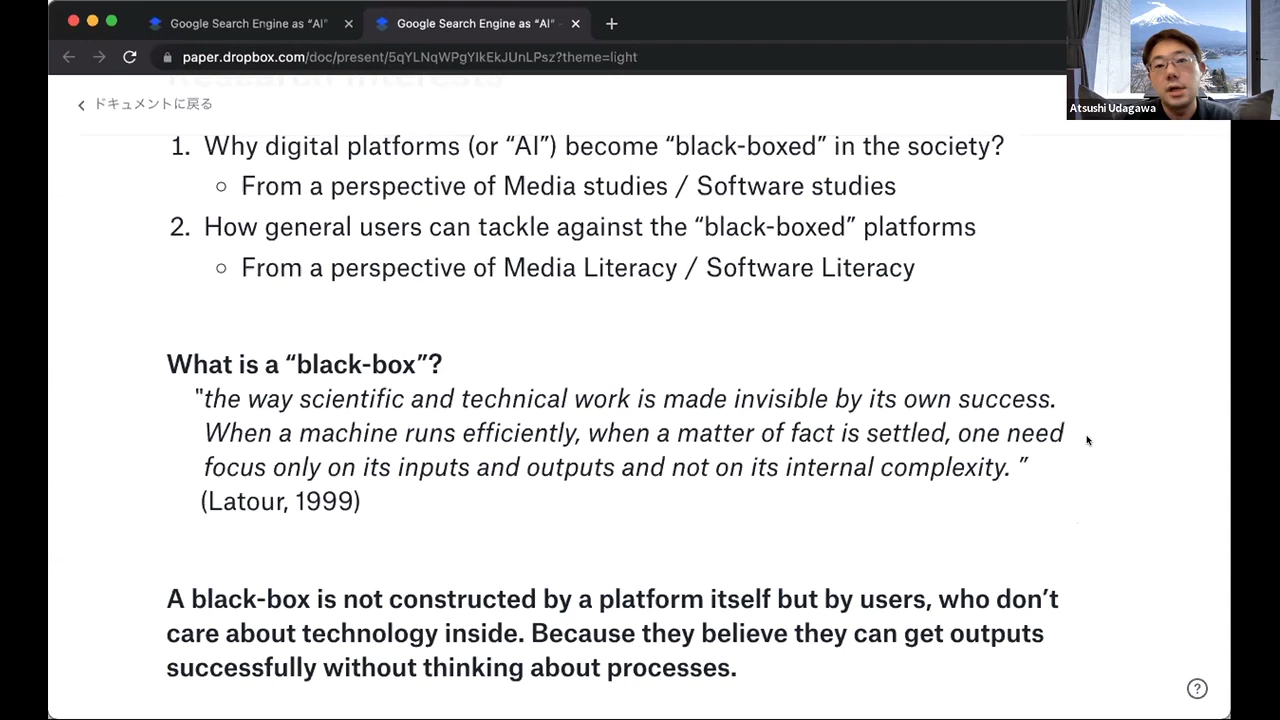 Google Search Engine as “AI”
Google Search Engine as “AI”
paper.dropbox.com/doc/present/5qYLNqWPgYIkEkJUnLPsz?theme=light
Atsushi Udagawa
Research Interests
ドキュメントに戻る
1. Why digital platforms (or “AI”) become “black-boxed” in the society?
○ From a perspective of Media studies / Software studies
2. How general users can tackle against the “black-boxed” platforms
○ From a perspective of Media Literacy / Software Literacy
What is a “black-box”?
"the way scientific and technical work is made invisible by its own success.
When a machine runs efficiently, when a matter of fact is settled, one need
focus only on its inputs and outputs and not on its internal complexity. ”
(Latour, 1999)
A black-box is not constructed by a platform itself but by users, who don’t
care about technology inside. Because they believe they can get outputs
successfully without thinking about processes.
?